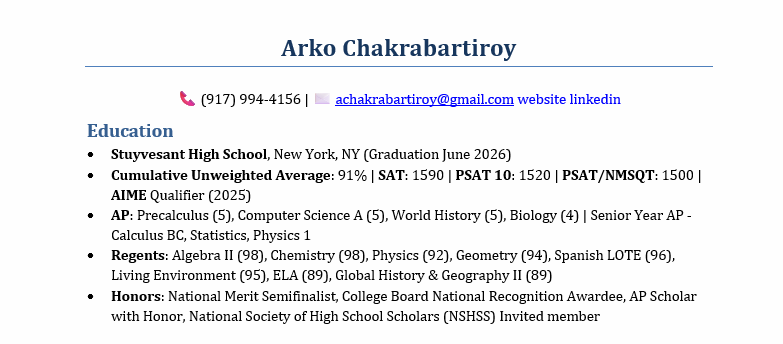 Arko Chakrabartiroy
(917) 994-4156 | achakrabartiroy@gmail.com website linkedin
Education
• Stuyvesant High School, New York, NY (Graduation June 2026)
• Cumulative Unweighted Average: 91% | SAT: 1590 | PSAT 10: 1520 | PSAT/NMSQT: 1500 |
AIME Qualifier (2025)
• AP: Precalculus (5), Computer Science A (5), World History (5), Biology (4) | Senior Year AP -
Calculus BC, Statistics, Physics 1
• Regents: Algebra II (98), Chemistry (98), Physics (92), Geometry (94), Spanish LOTE (96),
Living Environment (95), ELA (89), Global History & Geography II (89)
• Honors: National Merit Semifinalist, College Board National Recognition Awardee, AP Scholar
with Honor, National Society of High School Scholars (NSHSS) Invited member